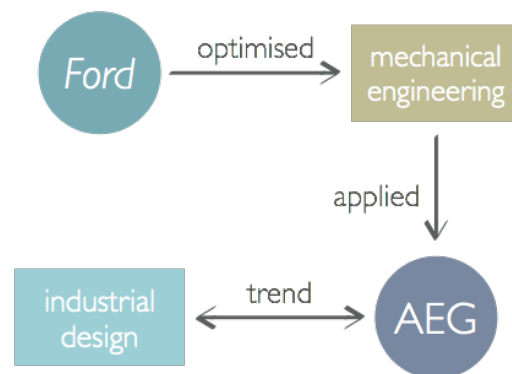 Ford
optimised
mechanical
engineering
applied
industrial
design
trend
AEG